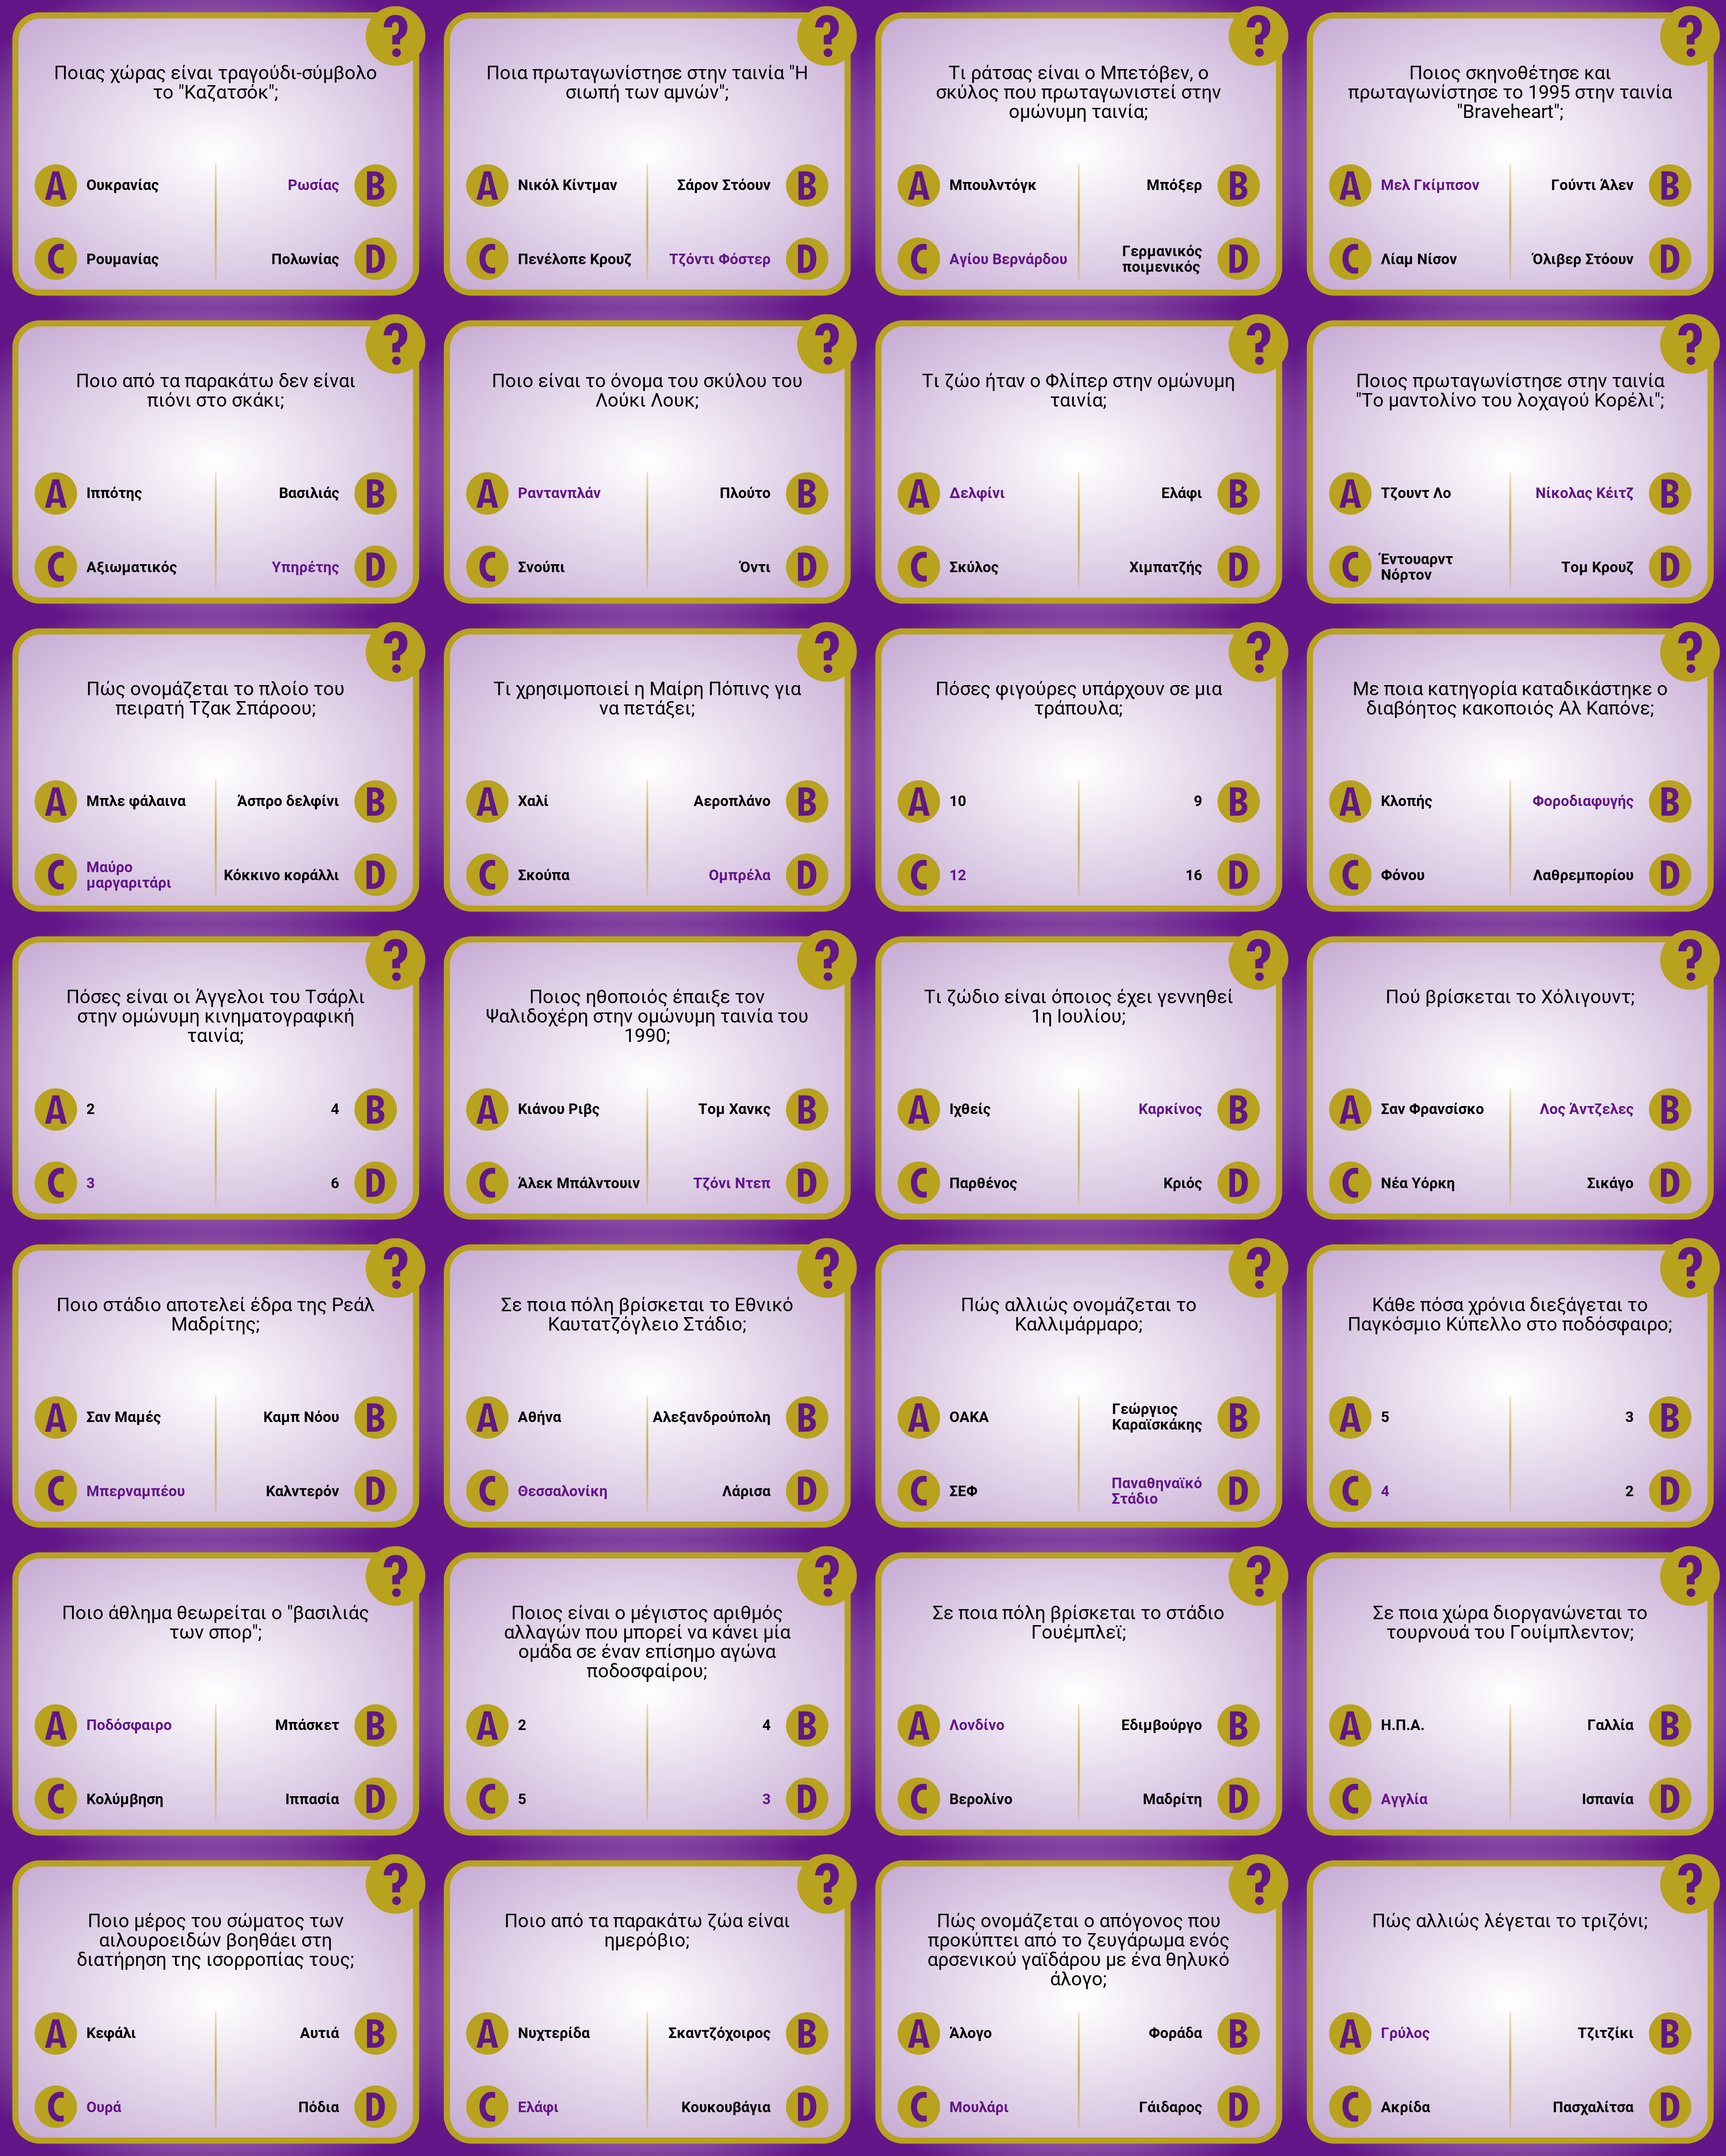 ?
Ποιας χώρας είναι τραγούδι-σύμβολο
το "Καζατσόκ";
A Ουκρανίας
Ρωσίας B
C Ρουμανίας
Πολωνίας D
?
Ποια πρωταγωνίστησε στην ταινία "Η
σιωπή των αμνών";
A Νικόλ Κίντμαν
Σάρον Στόουν B
C Πενέλοπε Κρουζ
Τζόντι Φόστερ D
?
Τι ράτσας είναι ο Μπετόβεν, ο
σκύλος που πρωταγωνιστεί στην
ομώνυμη ταινία;
A Μπουλντόγκ
Μπόξερ B
C Αγίου Βερνάρδου
Γερμανικός
ποιμενικός D
?
Ποιος σκηνοθέτησε και
πρωταγωνίστησε το 1995 στην ταινία
"Braveheart";
A Μελ Γκίμπσον
Γούντι Άλεν B
C Λίαμ Νίσον
Όλιβερ Στόουν D
?
Ποιο από τα παρακάτω δεν είναι
πιόνι στο σκάκι;
A Ιππότης
Βασιλιάς B
C Αξιωματικός
Υπηρέτης D
?
Ποιο είναι το όνομα του σκύλου του
Λούκι Λουκ;
A Ραντανπλάν
Πλούτο B
C Σνούπι
Όντι D
?
Τι ζώο ήταν ο Φλίπερ στην ομώνυμη
ταινία;
A Δελφίνι
Ελάφι B
C Σκύλος
Χιμπατζής D
?
Ποιος πρωταγωνίστησε στην ταινία
"Το μαντολίνο του λοχαγού Κορέλι";
A Τζουντ Λο
Νίκολας Κέιτζ B
C Έντουαρντ
Νόρτον
Τομ Κρουζ D
?
Πώς ονομάζεται το πλοίο του
πειρατή Τζακ Σπάροου;
A Μπλε φάλαινα
Άσπρο δελφίνι B
C Μαύρο
μαργαριτάρι
Κόκκινο κοράλλι D
?
Τι χρησιμοποιεί η Μαίρη Πόπινς για
να πετάξει;
A Χαλί
Αεροπλάνο B
C Σκούπα
Ομπρέλα D
?
Πόσες φιγούρες υπάρχουν σε μια
τράπουλα;
A 10
9 B
C 12
16 D
?
Με ποια κατηγορία καταδικάστηκε ο
διαβόητος κακοποιός Αλ Καπόνε;
A Κλοπής
Φοροδιαφυγής B
C Φόνου
Λαθρεμπορίου D
?
Πόσες είναι οι Άγγελοι του Τσάρλι
στην ομώνυμη κινηματογραφική
ταινία;
A 2
4 B
C 3
6 D
?
Ποιος ηθοποιός έπαιξε τον
Ψαλιδοχέρη στην ομώνυμη ταινία του
1990;
A Κιάνου Ριβς
Τομ Χανκς B
C Άλεκ Μπάλντουιν
Τζόνι Ντεπ D
?
Τι ζώδιο είναι όποιος έχει γεννηθεί
1η Ιουλίου;
A Ιχθείς
Καρκίνος B
C Παρθένος
Κριός D
?
Πού βρίσκεται το Χόλιγουντ;
A Σαν Φρανσίσκο
Λος Άντζελες B
C Νέα Υόρκη
Σικάγο D
?
Ποιο στάδιο αποτελεί έδρα της Ρεάλ
Μαδρίτης;
A Σαν Μαμές
Καμπ Νόου B
C Μπερναμπέου
Καλντερόν D
?
Σε ποια πόλη βρίσκεται το Εθνικό
Καυτατζόγλειο Στάδιο;
A Αθήνα
Αλεξανδρούπολη B
C Θεσσαλονίκη
Λάρισα D
?
Πώς αλλιώς ονομάζεται το
Καλλιμάρμαρο;
A ΟΑΚΑ
Γεώργιος
Καραϊσκάκης B
C ΣΕΦ
Παναθηναϊκό
Στάδιο D
?
Κάθε πόσα χρόνια διεξάγεται το
Παγκόσμιο Κύπελλο στο ποδόσφαιρο;
A 5
3 B
C 4
2 D
?
Ποιο άθλημα θεωρείται ο "βασιλιάς
των σπορ";
A Ποδόσφαιρο
Μπάσκετ B
C Κολύμβηση
Ιππασία D
?
Ποιος είναι ο μέγιστος αριθμός
αλλαγών που μπορεί να κάνει μία
ομάδα σε έναν επίσημο αγώνα
ποδοσφαίρου;
A 2
4 B
C 5
3 D
?
Σε ποια πόλη βρίσκεται το στάδιο
Γουέμπλεϊ;
A Λονδίνο
Εδιμβούργο B
C Βερολίνο
Μαδρίτη D
?
Σε ποια χώρα διοργανώνεται το
τουρνουά του Γουίμπλεντον;
A Η.Π.Α.
Γαλλία B
C Αγγλία
Ισπανία D
?
Ποιο μέρος του σώματος των
αιλουροειδών βοηθάει στη
διατήρηση της ισορροπίας τους;
A Κεφάλι
Αυτιά B
C Ουρά
Πόδια D
?
Ποιο από τα παρακάτω ζώα είναι
ημερόβιο;
A Νυχτερίδα
Σκαντζόχοιρος B
C Ελάφι
Κουκουβάγια D
?
Πώς ονομάζεται ο απόγονος που
προκύπτει από το ζευγάρωμα ενός
αρσενικού γαϊδάρου με ένα θηλυκό
άλογο;
A Άλογο
Φοράδα B
C Μουλάρι
Γάιδαρος D
?
Πώς αλλιώς λέγεται το τριζόνι;
A Γρύλος
Τζιτζίκι B
C Ακρίδα
Πασχαλίτσα D